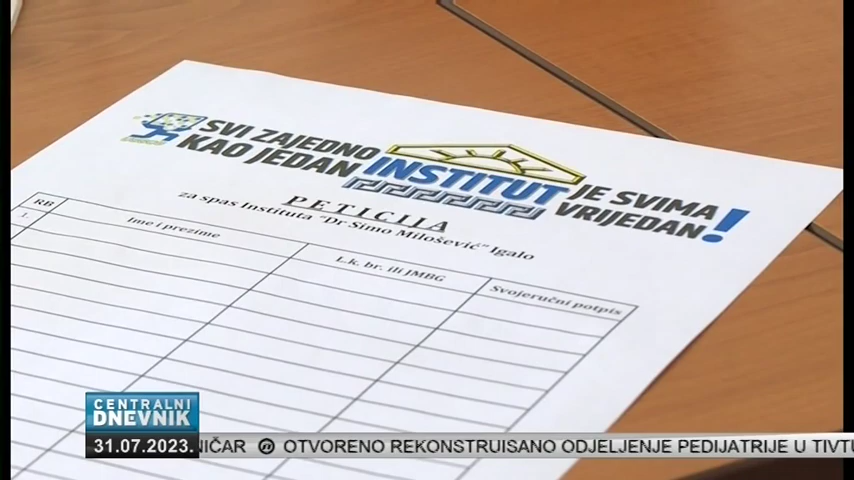 SVI ZAJEDNO
KAO JEDAN
INSTITUT
JE SVIMA
VRIJEDAN!
PETICIJA
za spas Instituta "Dr Simo Milošević" Igalo
RB
Ime i prezime
L.k. br. ili JMBG
Svojeručni potpis
1.
CENTRALNI
DNEVNIK
31.07.2023.
NIČAR OTVORENO REKONSTRUISANO ODJELJENJE PEDIJATRIJE U TIVTU